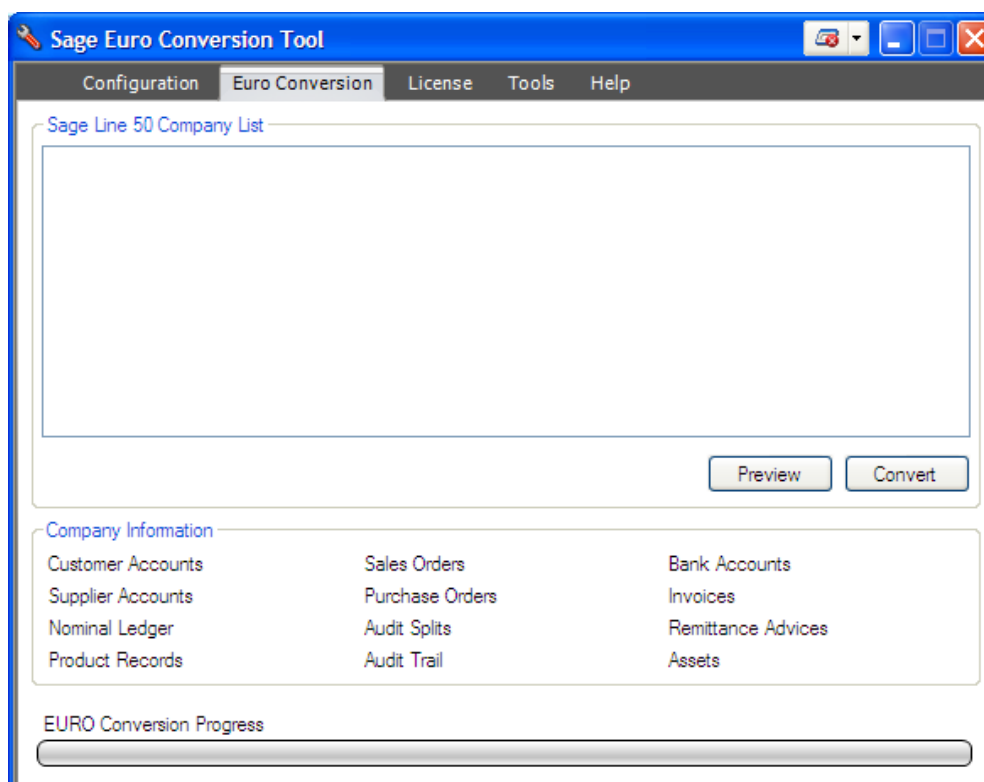 Sage Euro Conversion Tool
Configuration Euro Conversion License Tools Help
Sage Line 50 Company List
Preview Convert
Company Information
Customer Accounts Sales Orders Bank Accounts
Supplier Accounts Purchase Orders Invoices
Nominal Ledger Audit Splits Remittance Advices
Product Records Audit Trail Assets
EURO Conversion Progress